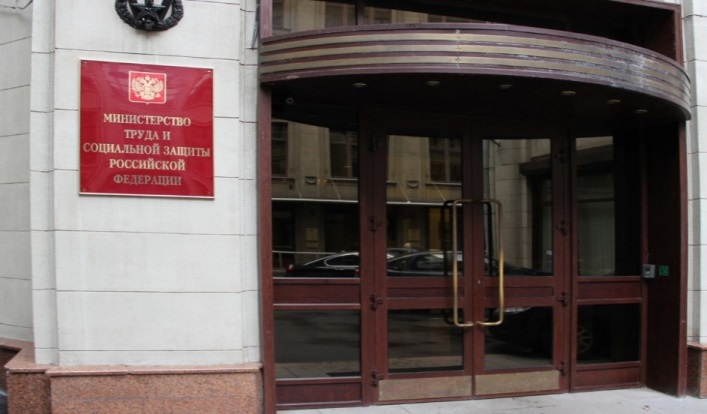 МИНИСТЕРСТВО
ТРУДА И
СОЦИАЛЬНОЙ ЗАЩИТЫ
РОССИЙСКОЙ
ФЕДЕРАЦИИ